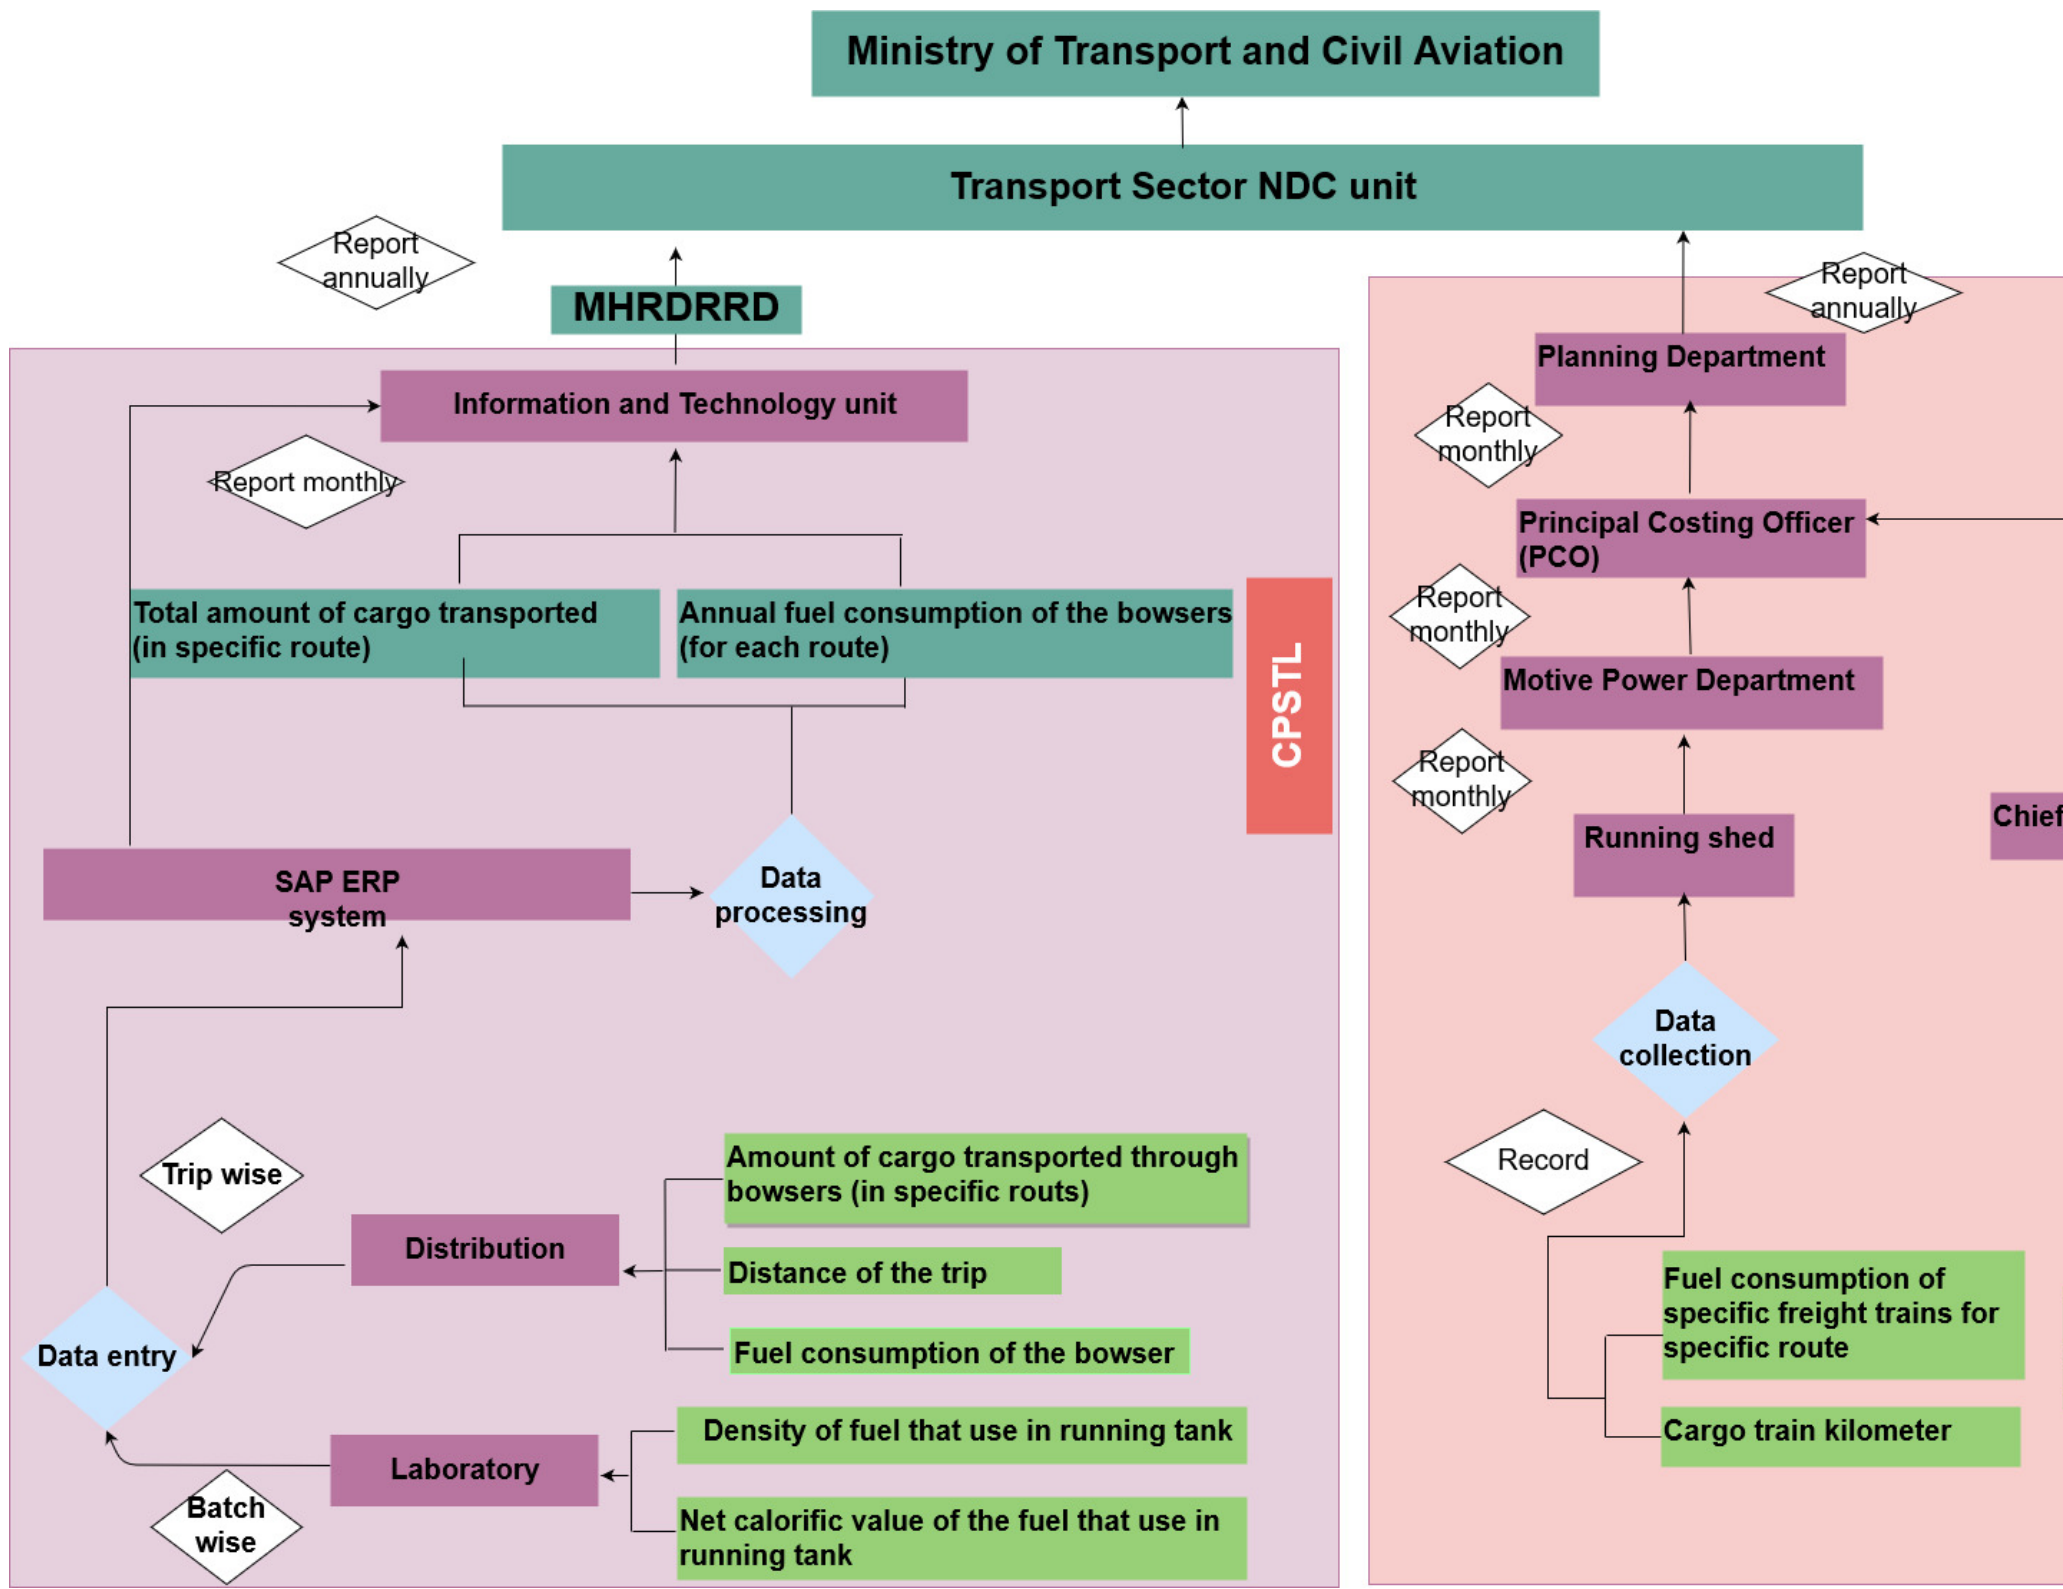 Ministry of Transport and Civil Aviation
Transport Sector NDC unit
Report
annually
MHRDRRD
Information and Technology unit
Report monthly
Total amount of cargo transported
(in specific route)
Annual fuel consumption of the bowsers
(for each route)
CPSTL
SAP ERP
system
Data
processing
Trip wise
Amount of cargo transported through
bowsers (in specific routs)
Distribution
Distance of the trip
Fuel consumption of the bowser
Data entry
Density of fuel that use in running tank
Laboratory
Batch
wise
Net calorific value of the fuel that use in
running tank
Report
annually
Planning Department
Report
monthly
Principal Costing Officer
(PCO)
Report
monthly
Motive Power Department
Report
monthly
Running shed
Chief
Data
collection
Record
Fuel consumption of
specific freight trains for
specific route
Cargo train kilometer